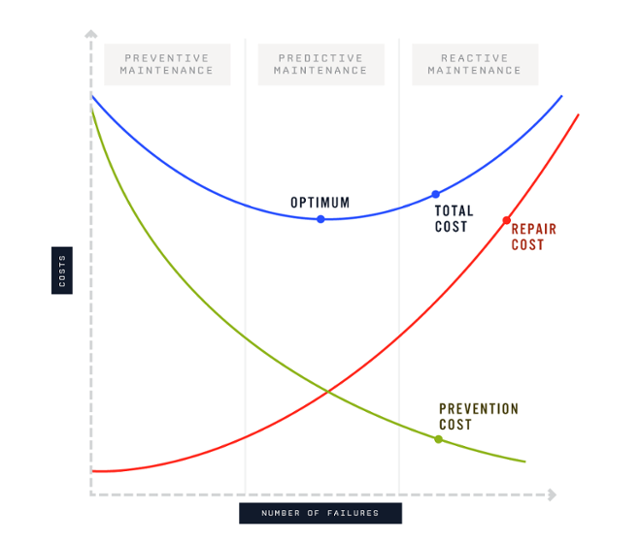 PREVENTIVE
MAINTENANCE
PREDICTIVE
MAINTENANCE
REACTIVE
MAINTENANCE
OPTIMUM
TOTAL
COST
REPAIR
COST
COSTS
PREVENTION
COST
NUMBER OF FAILURES